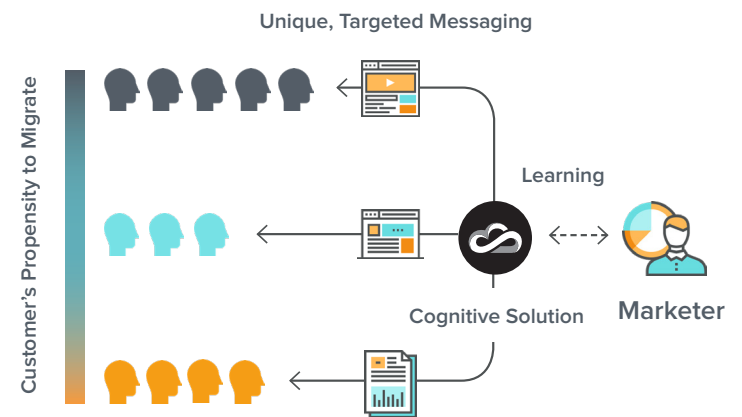 Unique, Targeted Messaging
Customer's Propensity to Migrate
Learning
Cognitive Solution
Marketer